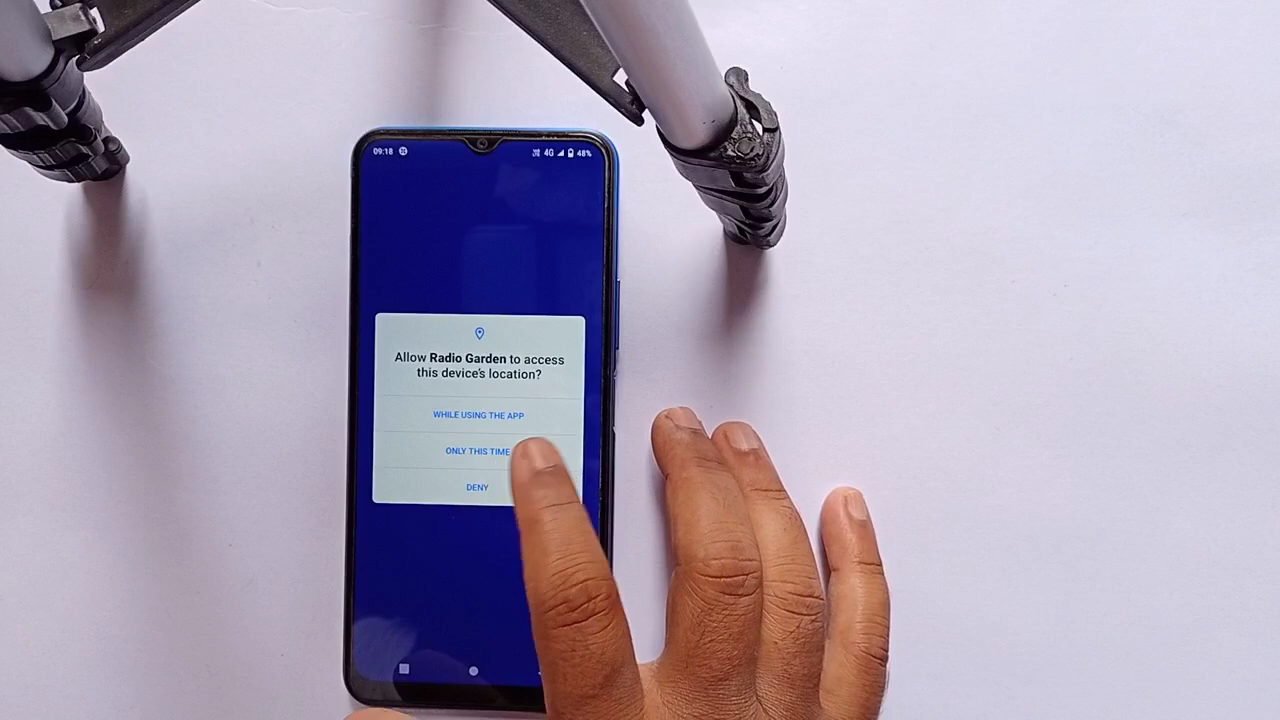 09:18
4G 48%
Allow Radio Garden to access
this device's location?
WHILE USING THE APP
ONLY THIS TIME
DENY